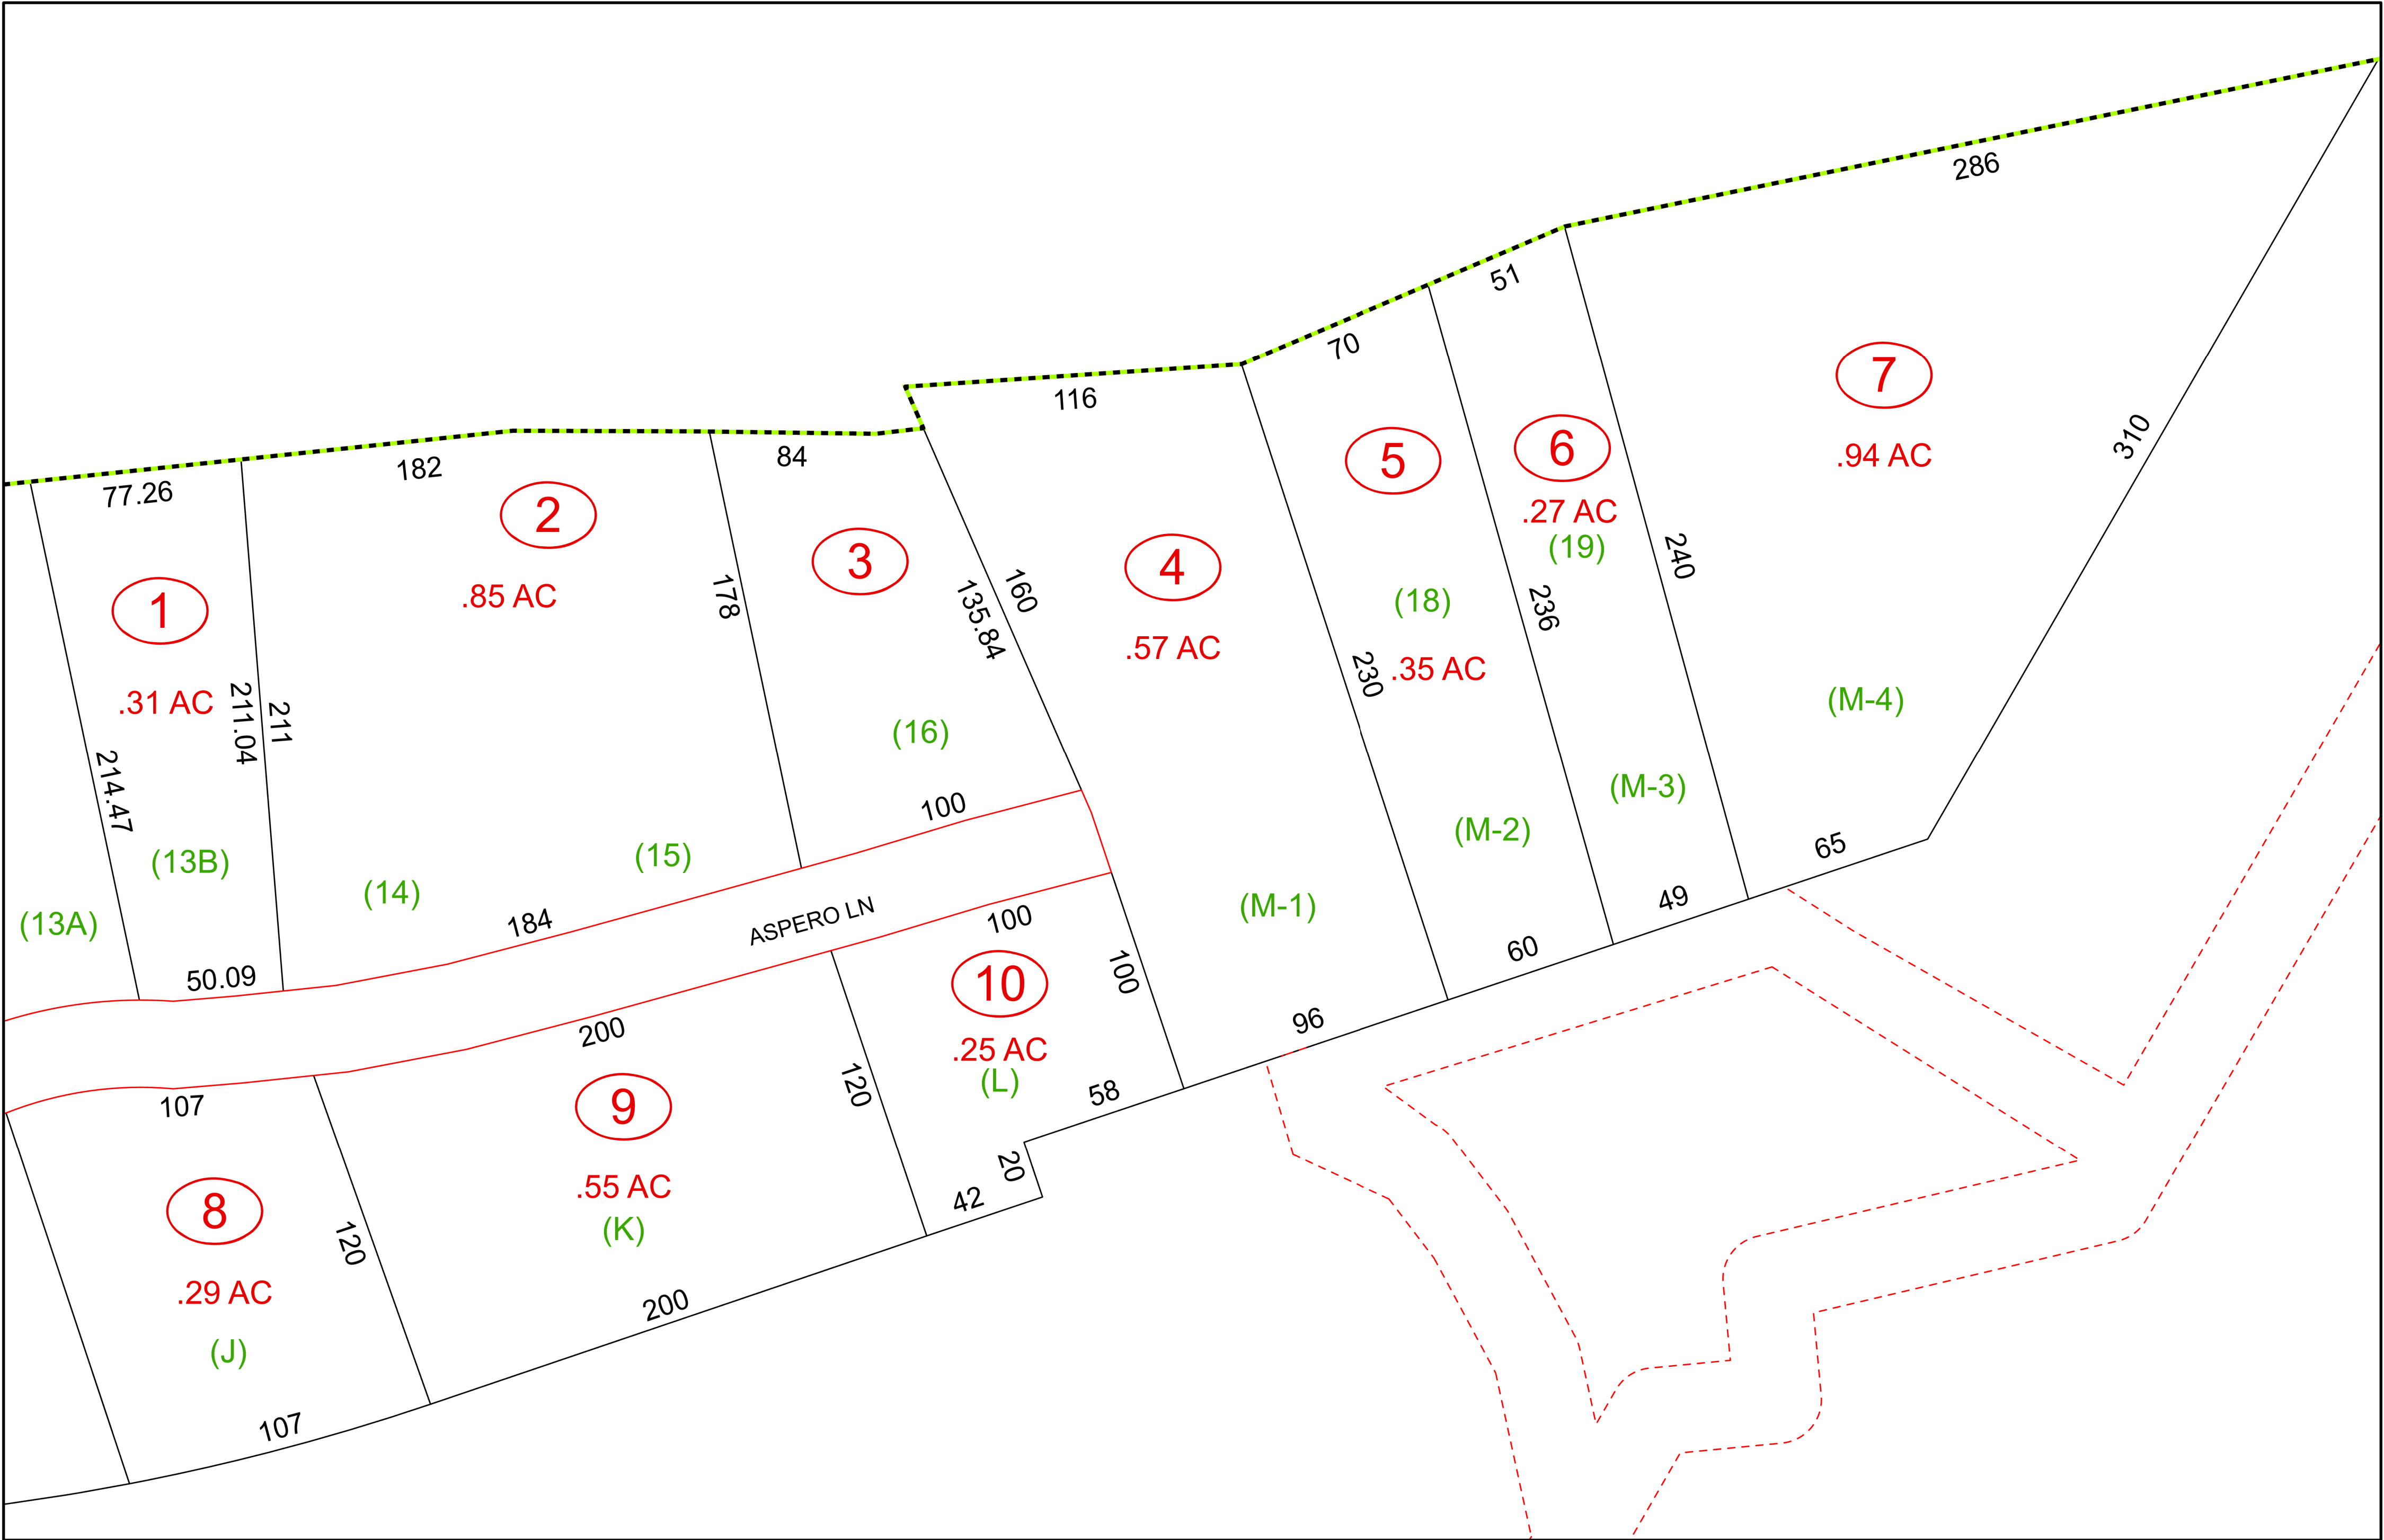 286
51
70
7
116
.94 AC
310
84
5
6
182
77.26
2
.27 AC
(19)
240
3
4
1
.85 AC
178
160
135.84
(18)
236
.57 AC
.35 AC
230
.31 AC
211.04
211
(M-4)
(16)
214.47
(M-3)
100
(M-2)
65
(13B)
(15)
(14)
(M-1)
49
(13A)
184
ASPERO LN
100
60
50.09
10
100
96
200
.25 AC
(L)
120
58
107
9
20
.55 AC
42
8
(K)
120
.29 AC
200
(J)
107